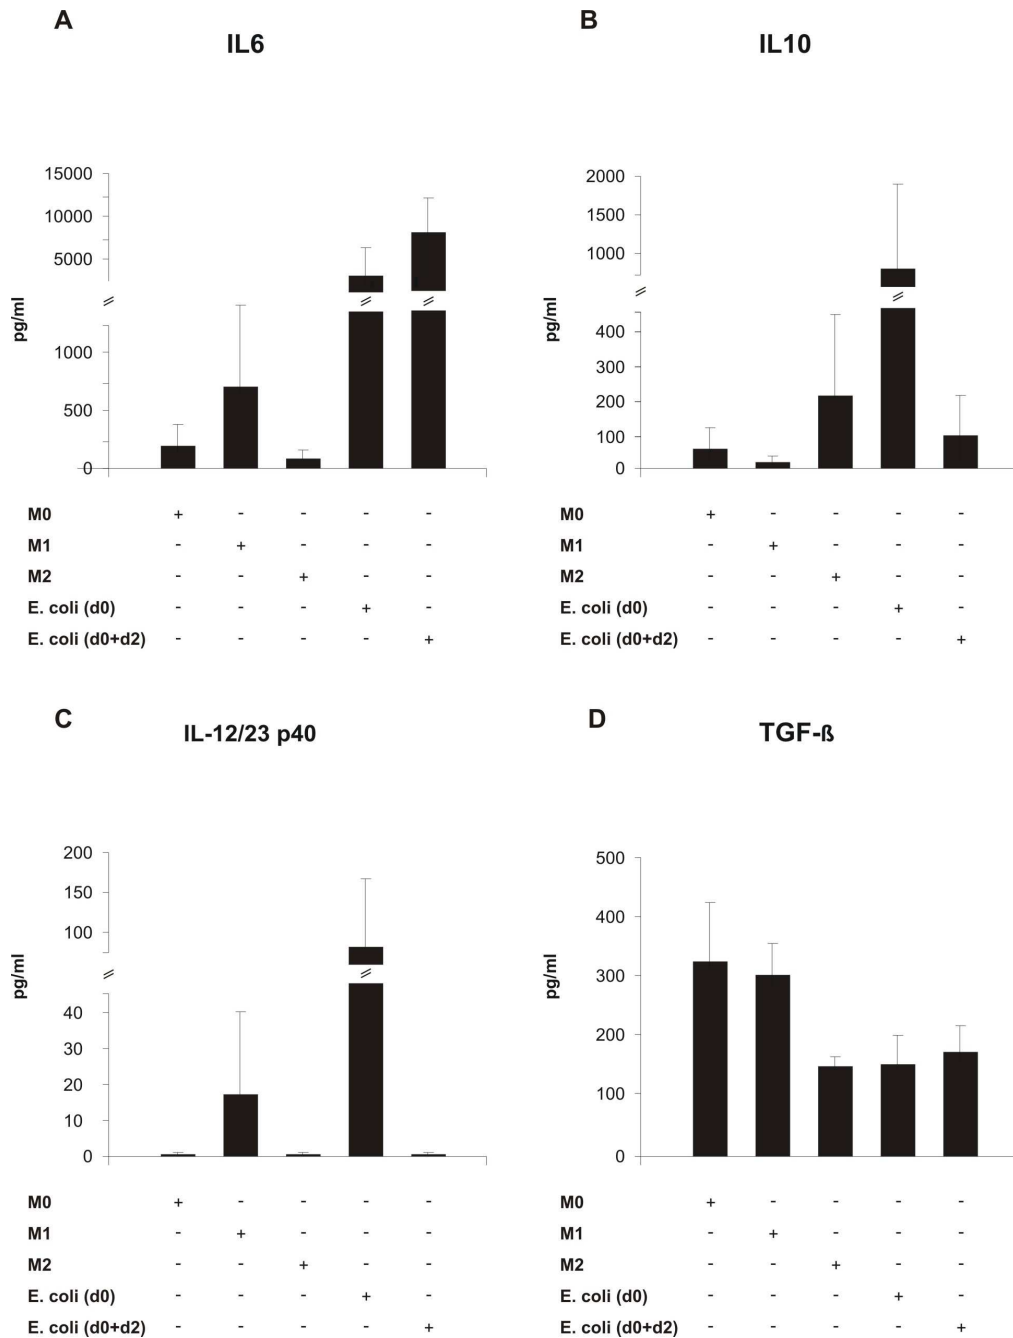 A
IL6
15000
10000
5000
1000
500
0
pg/ml
M0 + - - - -
M1 - + - - -
M2 - - + - -
E. coli (d0) - - - + -
E. coli (d0+d2) - - - - +
B
IL10
2000
1500
1000
400
300
200
100
0
pg/ml
M0 + - - - -
M1 - + - - -
M2 - - + - -
E. coli (d0) - - - + -
E. coli (d0+d2) - - - - +
C
IL-12/23 p40
200
150
100
40
30
20
10
0
pg/ml
M0 + - - - -
M1 - + - - -
M2 - - + - -
E. coli (d0) - - - + -
E. coli (d0+d2) - - - - +
D
TGF-ß
500
400
300
200
100
0
pg/ml
M0 + - - - -
M1 - + - - -
M2 - - + - -
E. coli (d0) - - - + -
E. coli (d0+d2) - - - - +